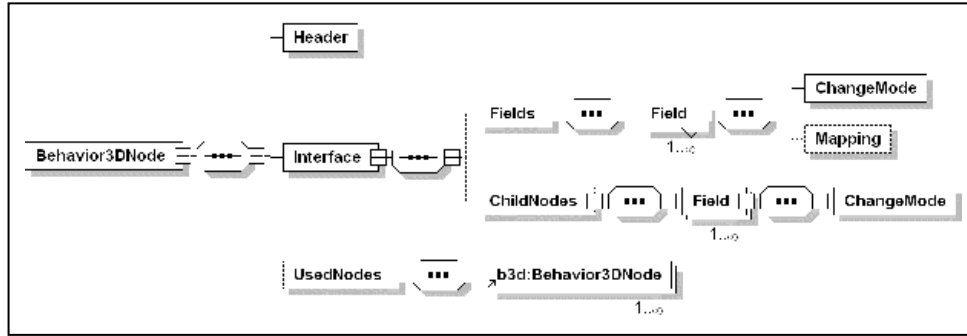 Header
ChangeMode
Fields Field
1..∞
Mapping
Behavior3DNode Interface
ChildNodes Field ChangeMode
1..∞
UsedNodes b3d:Behavior3DNode
1..∞